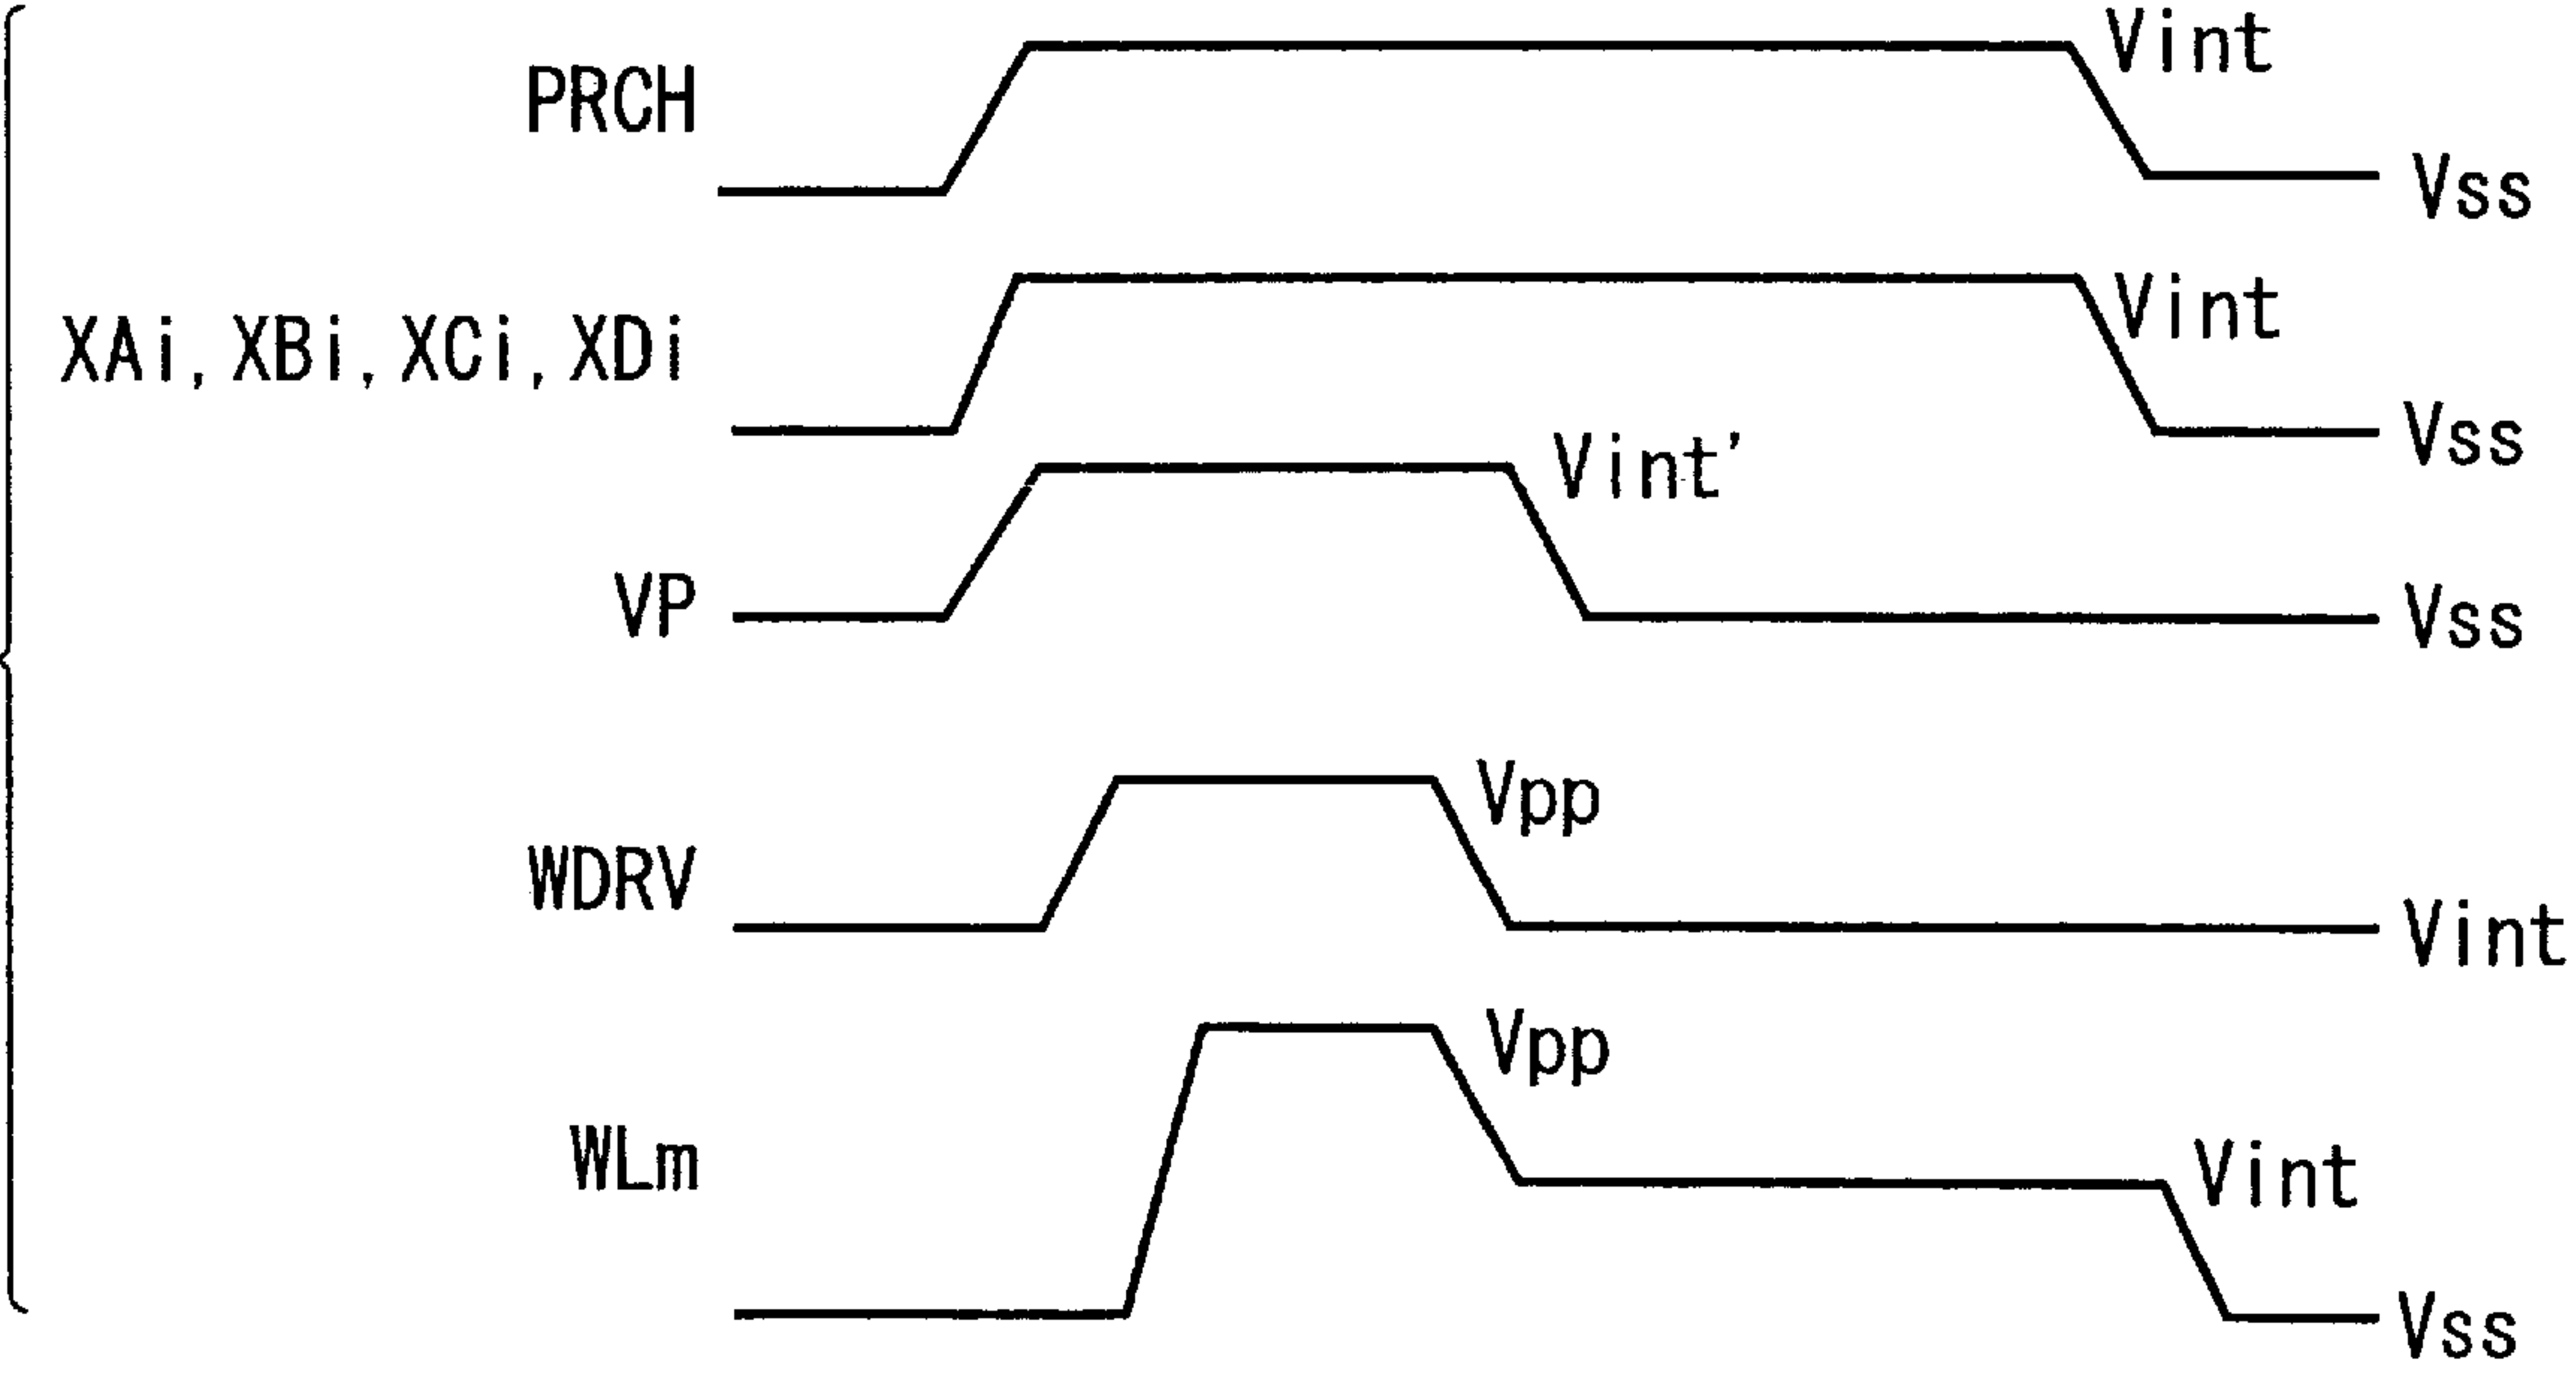 PRCH Vint Vss
XAi, XBi, XCi, XDi Vint Vss
VP Vint' Vss
WDRV Vpp Vint
WLm Vpp Vint Vss